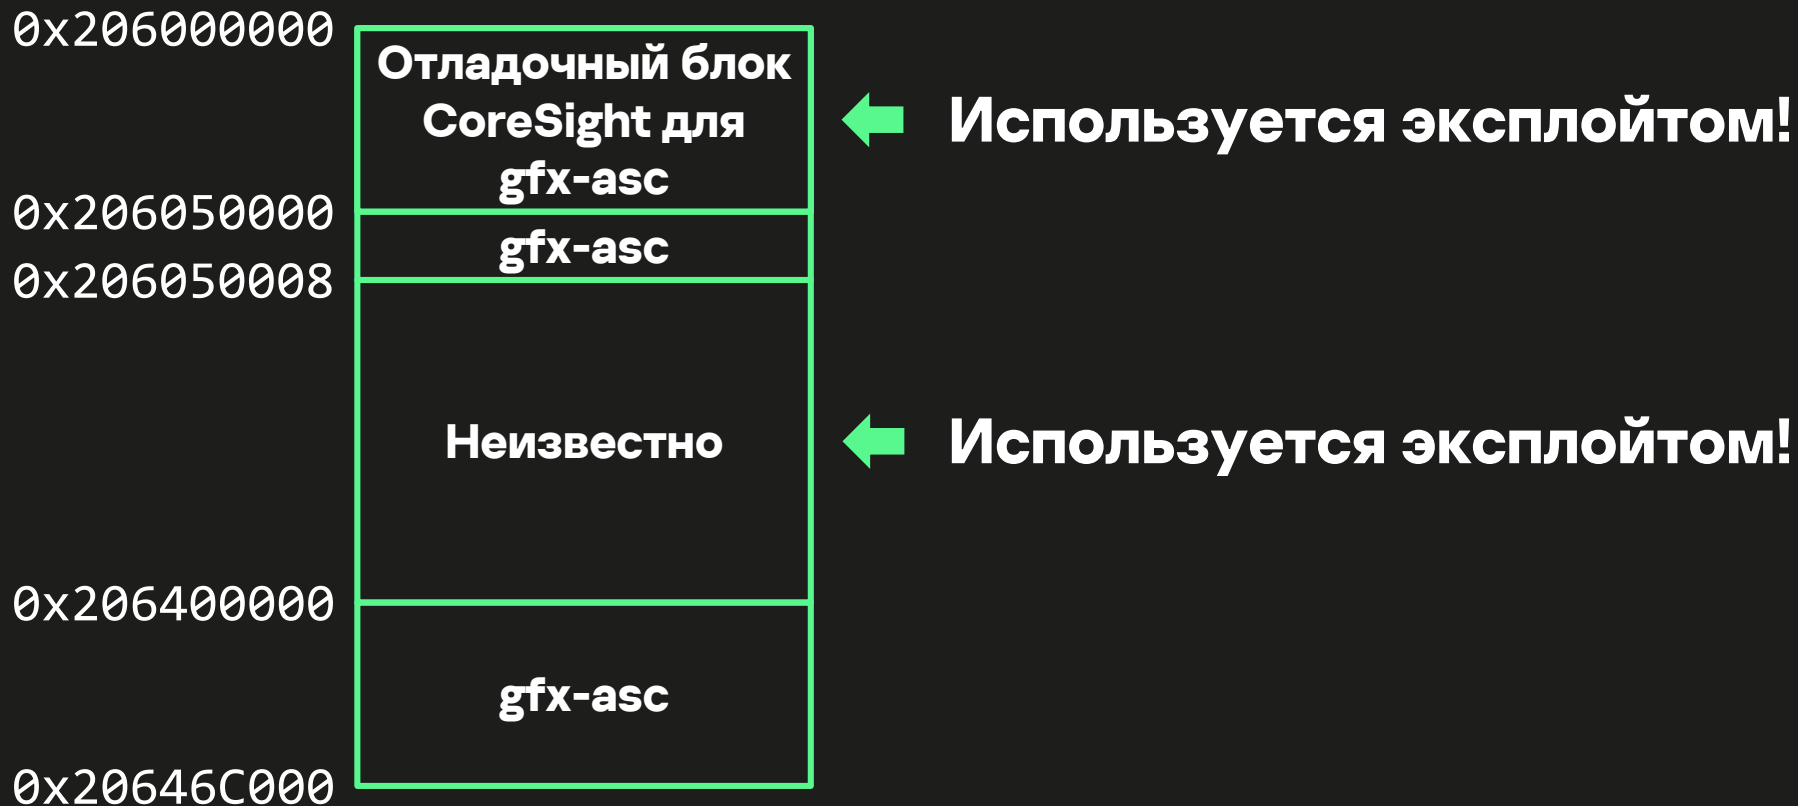 0x206000000
Отладочный блок
CoreSight для
gfx-asc
Используется эксплойтом!
0x206050000
gfx-asc
0x206050008
Неизвестно
Используется эксплойтом!
0x206400000
gfx-asc
0x20646C000